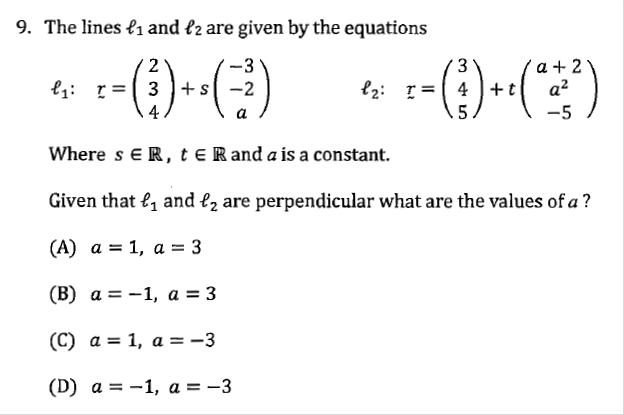 9. The lines ℓ₁ and ℓ₂ are given by the equations
ℓ₁: r̰ = (2, 3, 4) + s(−3, −2, a)  ℓ₂: r̰ = (3, 4, 5) + t(a + 2, a², −5)
Where s ∈ ℝ, t ∈ ℝ and a is a constant.
Given that ℓ₁ and ℓ₂ are perpendicular what are the values of a ?
(A) a = 1, a = 3
(B) a = −1, a = 3
(C) a = 1, a = −3
(D) a = −1, a = −3